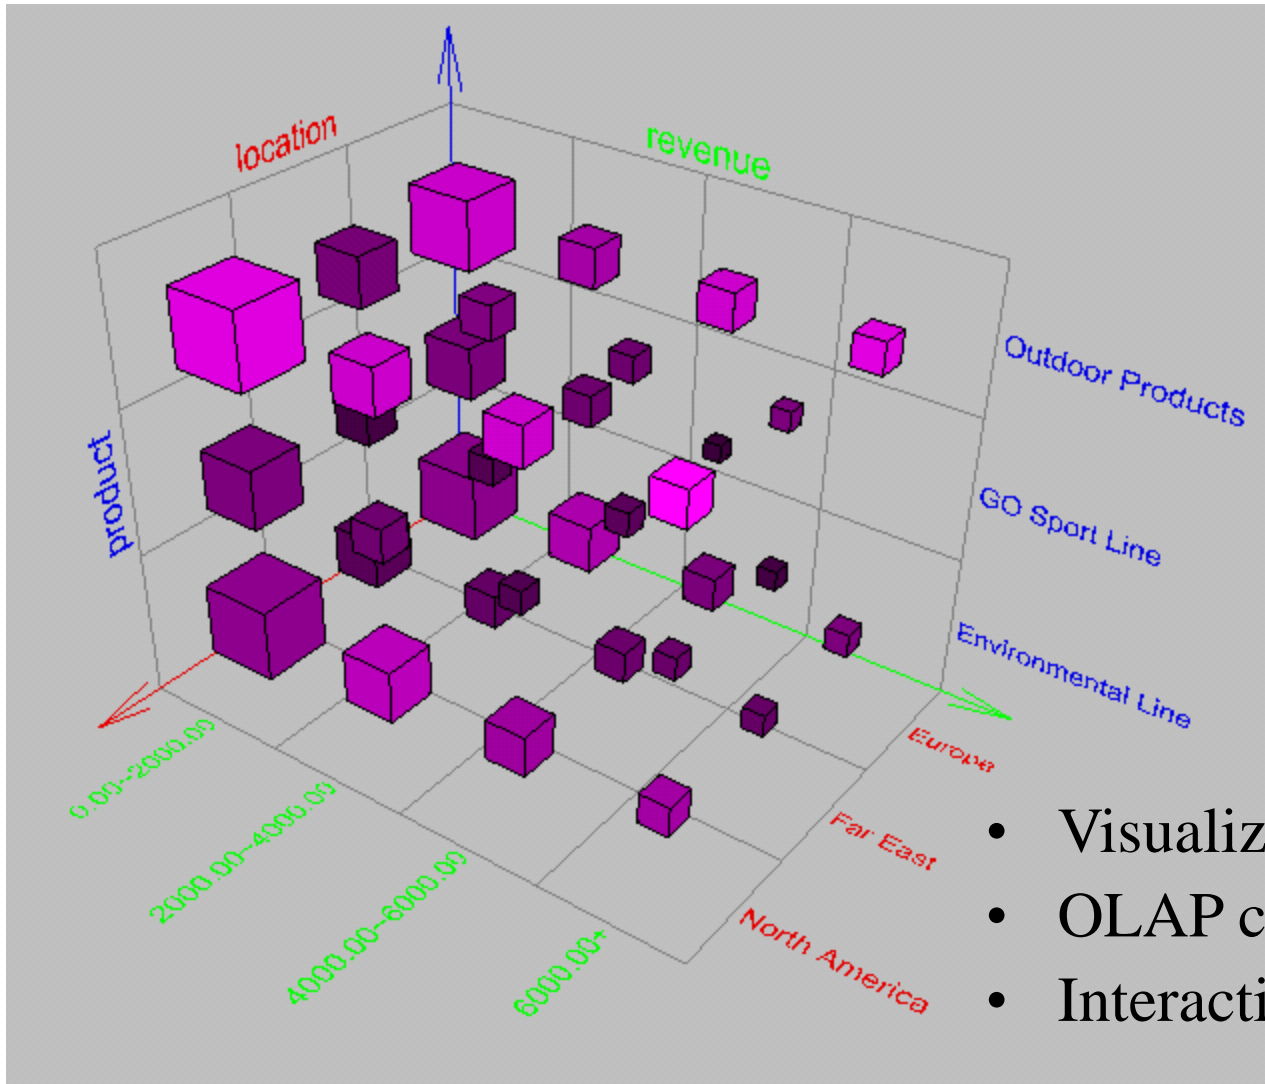 location
revenue
product
Outdoor Products
GO Sport Line
Environmental Line
Europe
Far East
North America
0.00~2000.00
2000.00~4000.00
4000.00~6000.00
6000.00+
• Visualiz
• OLAP c
• Interacti